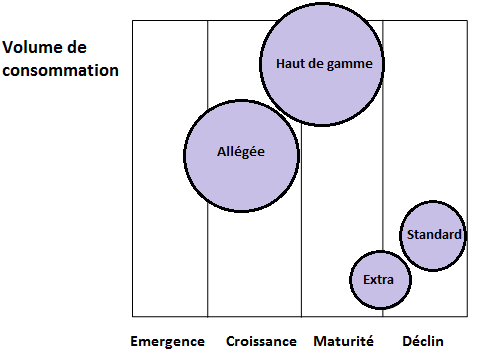 Volume de
consommation
Haut de gamme
Allégée
Standard
Extra
Emergence Croissance Maturité Déclin